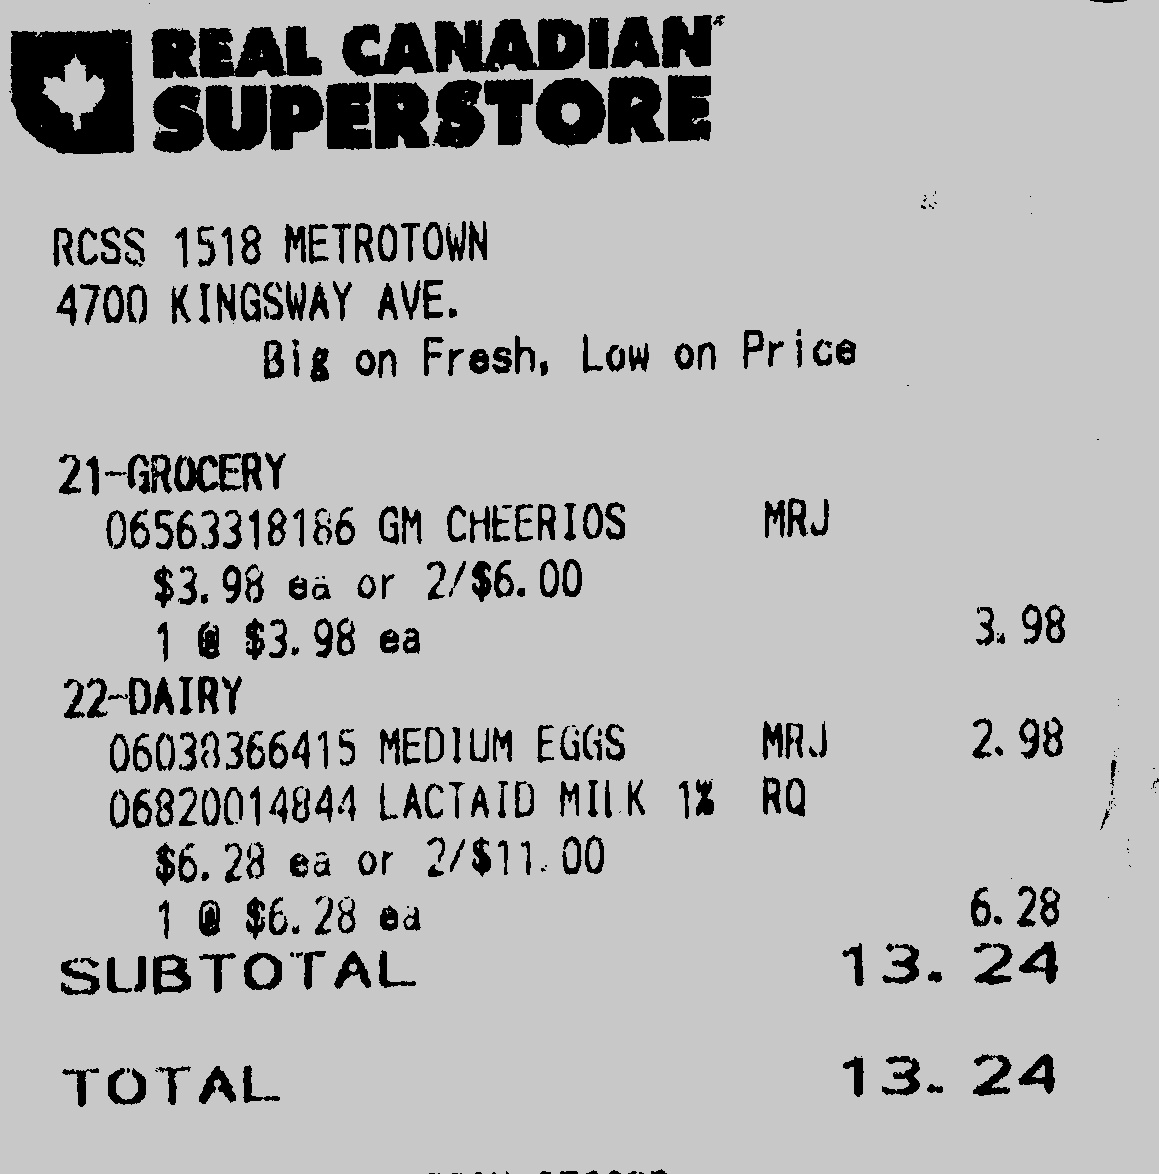 REAL CANADIAN
SUPERSTORE
RCSS 1518 METROTOWN
4700 KINGSWAY AVE.
Big on Fresh, Low on Price
21-GROCERY
06563318186 GM CHEERIOS MRJ
$3.98 ea or 2/$6.00
1 @ $3.98 ea 3.98
22-DAIRY
06038366415 MEDIUM EGGS MRJ 2.98
06820014844 LACTAID MILK 1% RQ
$6.28 ea or 2/$11.00
1 @ $6.28 ea 6.28
SUBTOTAL 13.24
TOTAL 13.24